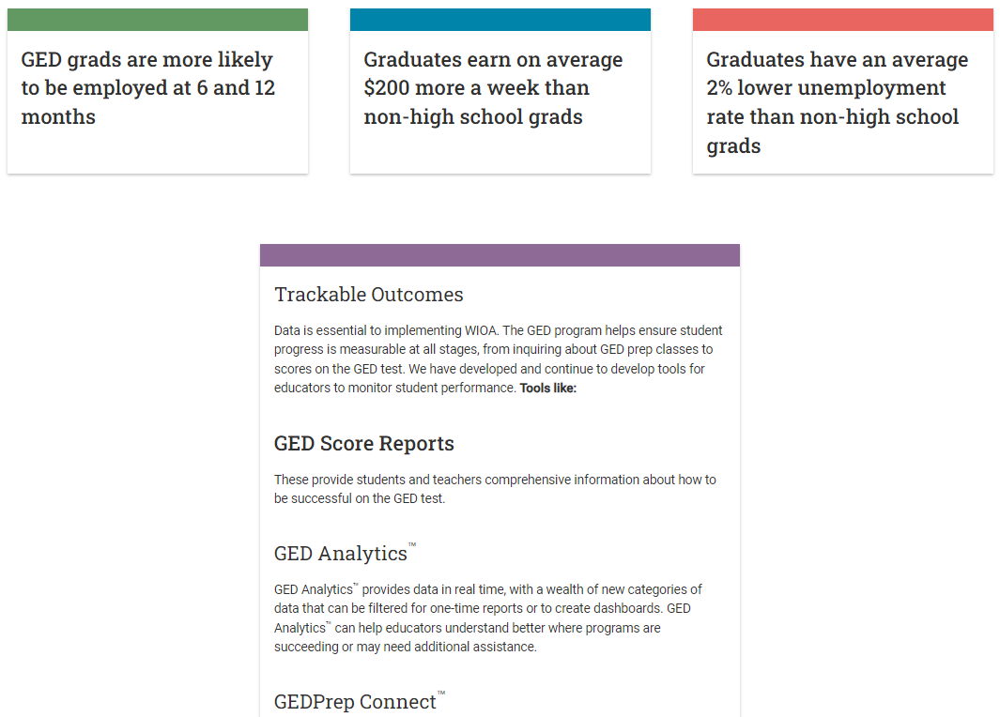 GED grads are more likely
to be employed at 6 and 12
months
Graduates earn on average
$200 more a week than
non-high school grads
Graduates have an average
2% lower unemployment
rate than non-high school
grads
Trackable Outcomes
Data is essential to implementing WIOA. The GED program helps ensure student
progress is measurable at all stages, from inquiring about GED prep classes to
scores on the GED test. We have developed and continue to develop tools for
educators to monitor student performance. Tools like:
GED Score Reports
These provide students and teachers comprehensive information about how to
be successful on the GED test.
GED Analytics™
GED Analytics™ provides data in real time, with a wealth of new categories of
data that can be filtered for one-time reports or to create dashboards. GED
Analytics™ can help educators understand better where programs are
succeeding or may need additional assistance.
GEDPrep Connect™